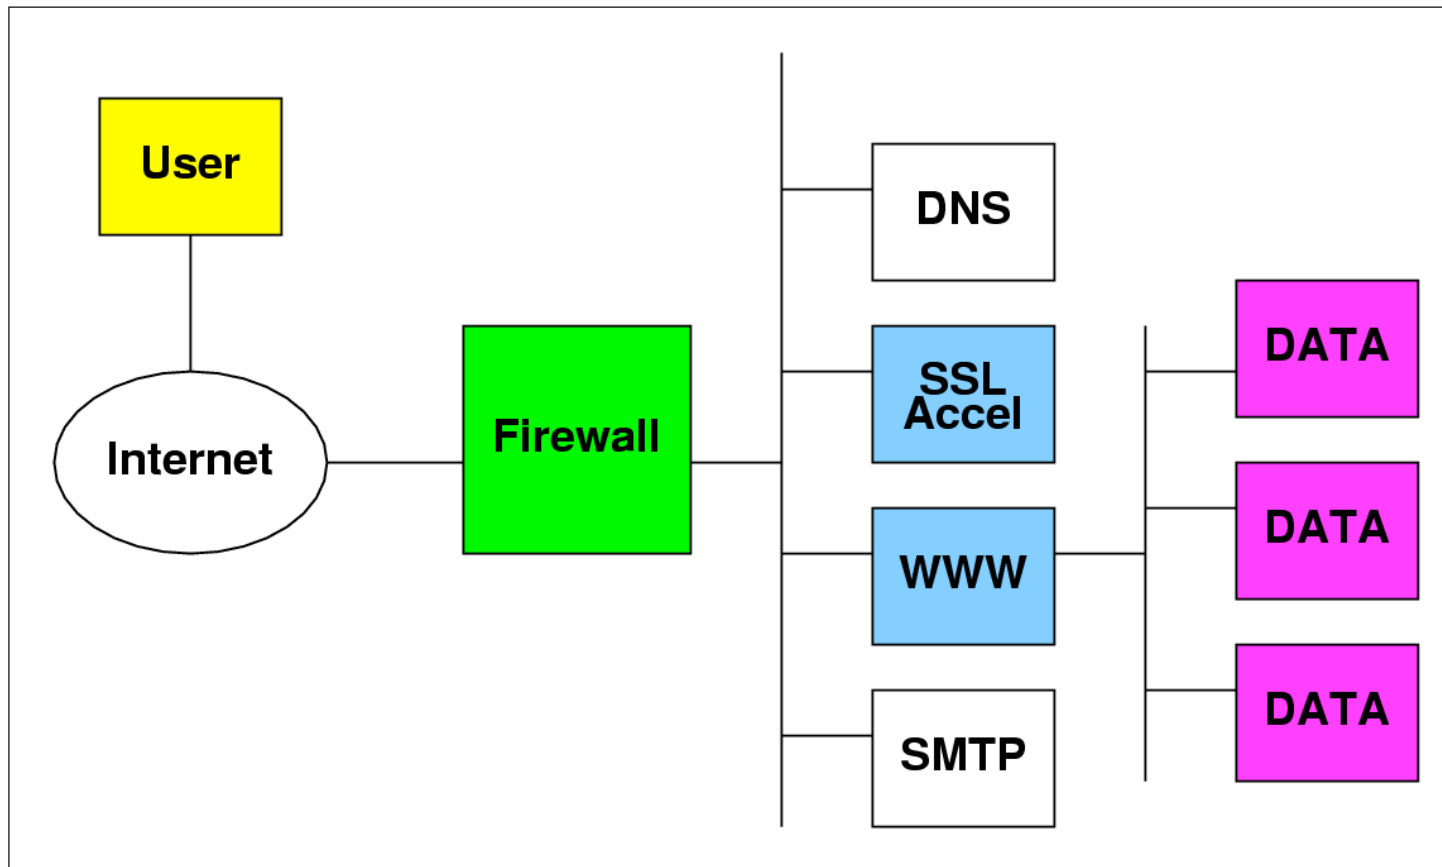 User
Internet
Firewall
DNS
SSL
Accel
WWW
SMTP
DATA
DATA
DATA